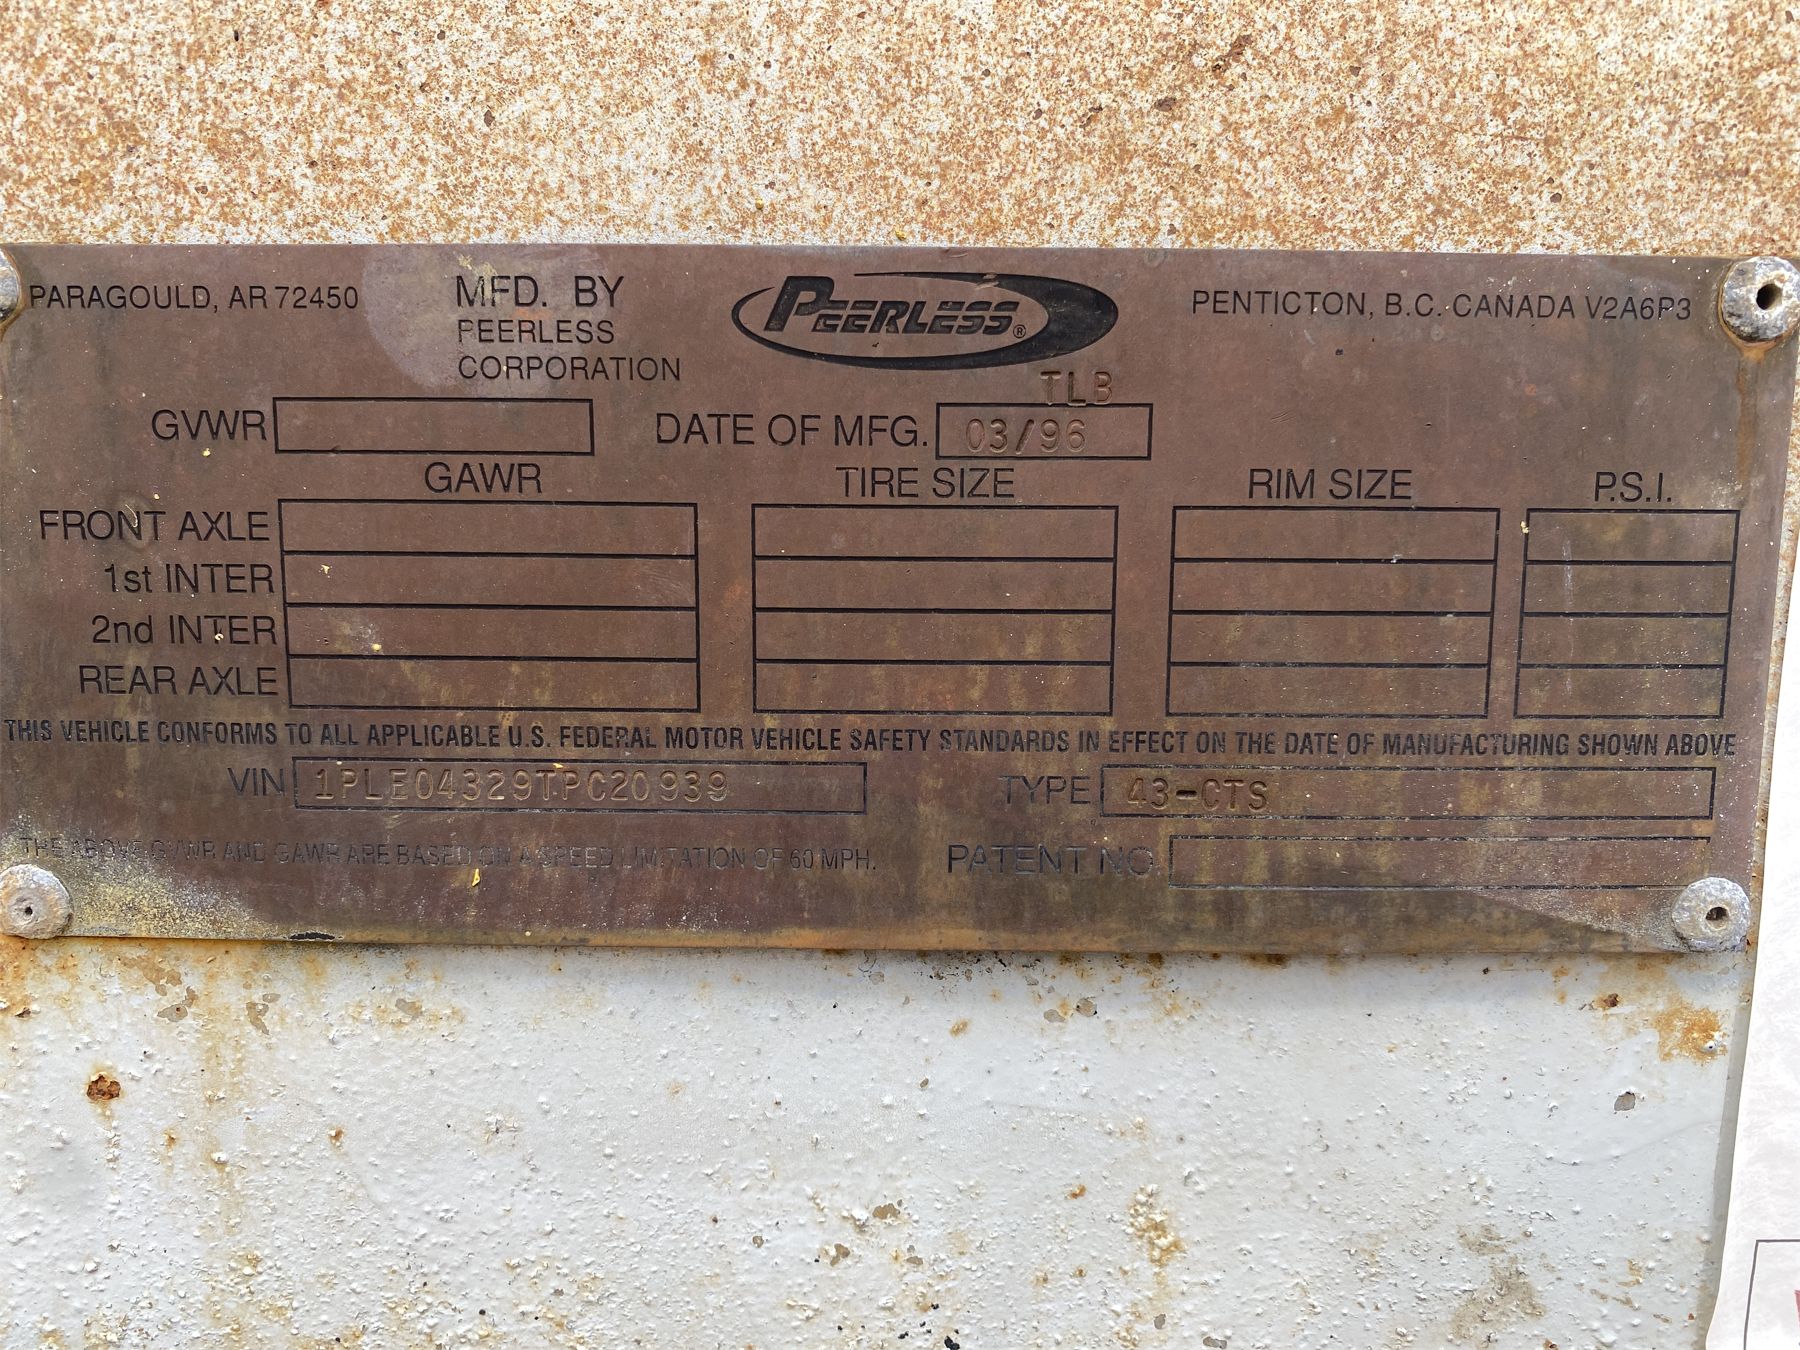 PARAGOULD, AR 72450
MFD. BY
PEERLESS
CORPORATION
PEERLESS®
PENTICTON, B.C. CANADA V2A6P3
TLB
GVWR
DATE OF MFG. 03/96
GAWR TIRE SIZE RIM SIZE P.S.I.
FRONT AXLE
1st INTER
2nd INTER
REAR AXLE
THIS VEHICLE CONFORMS TO ALL APPLICABLE U.S. FEDERAL MOTOR VEHICLE SAFETY STANDARDS IN EFFECT ON THE DATE OF MANUFACTURING SHOWN ABOVE
VIN 1PLE04329TPC20939 TYPE 43-CTS
THE ABOVE GVWR AND GAWR ARE BASED ON A SPEED LIMITATION OF 60 MPH. PATENT NO.